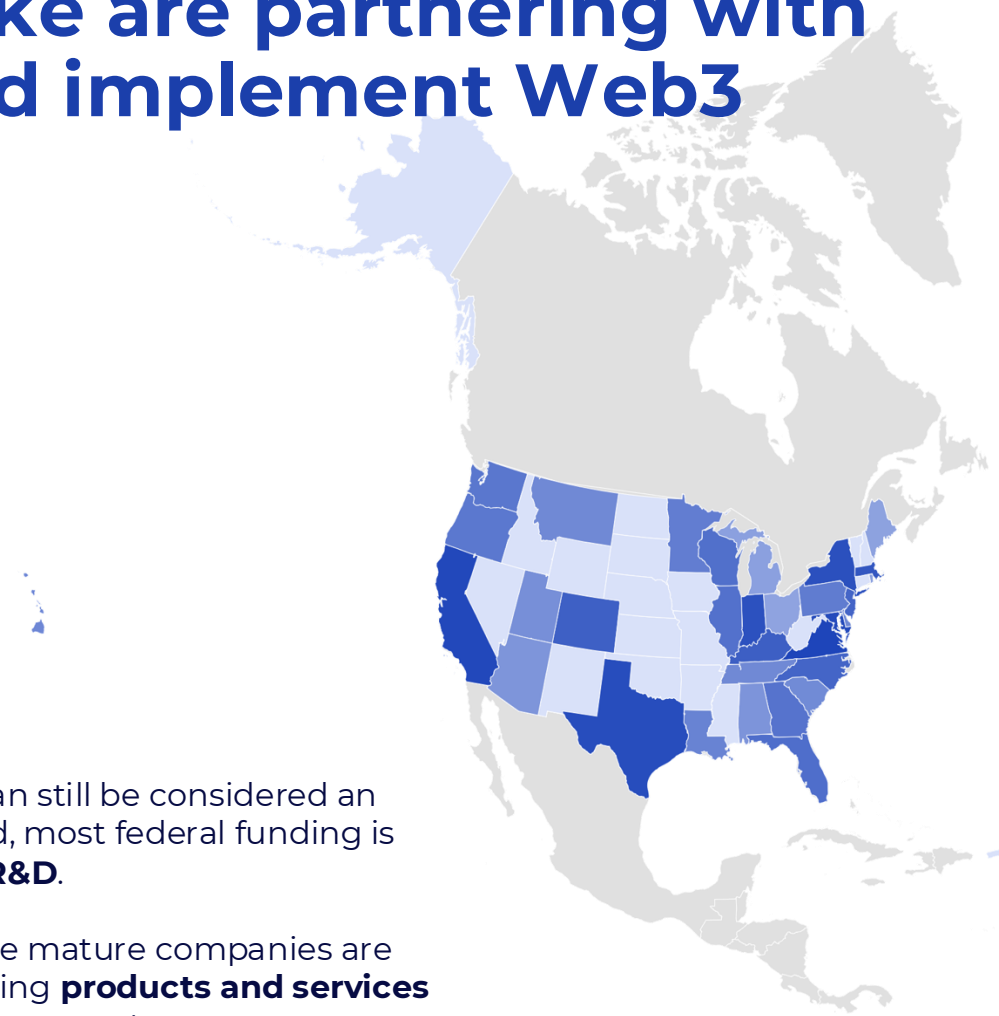 ke are partnering with
d implement Web3
an still be considered an
d, most federal funding is
R&D.
e mature companies are
ing products and services